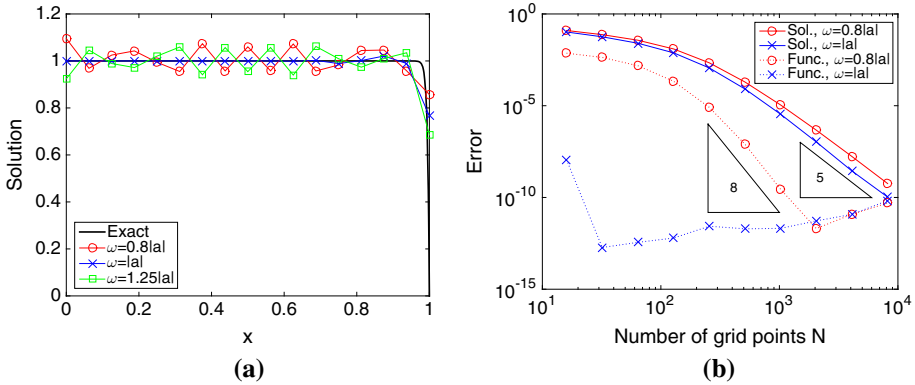 1.2
1
0.8
0.6
0.4
0.2
0
Solution
Exact
ω=0.8|a|
ω=|a|
ω=1.25|a|
0 0.2 0.4 0.6 0.8 1
x
(a)
10^0
10^-5
10^-10
10^-15
Error
Sol., ω=0.8|a|
Sol., ω=|a|
Func., ω=0.8|a|
Func., ω=|a|
8
5
10^1 10^2 10^3 10^4
Number of grid points N
(b)